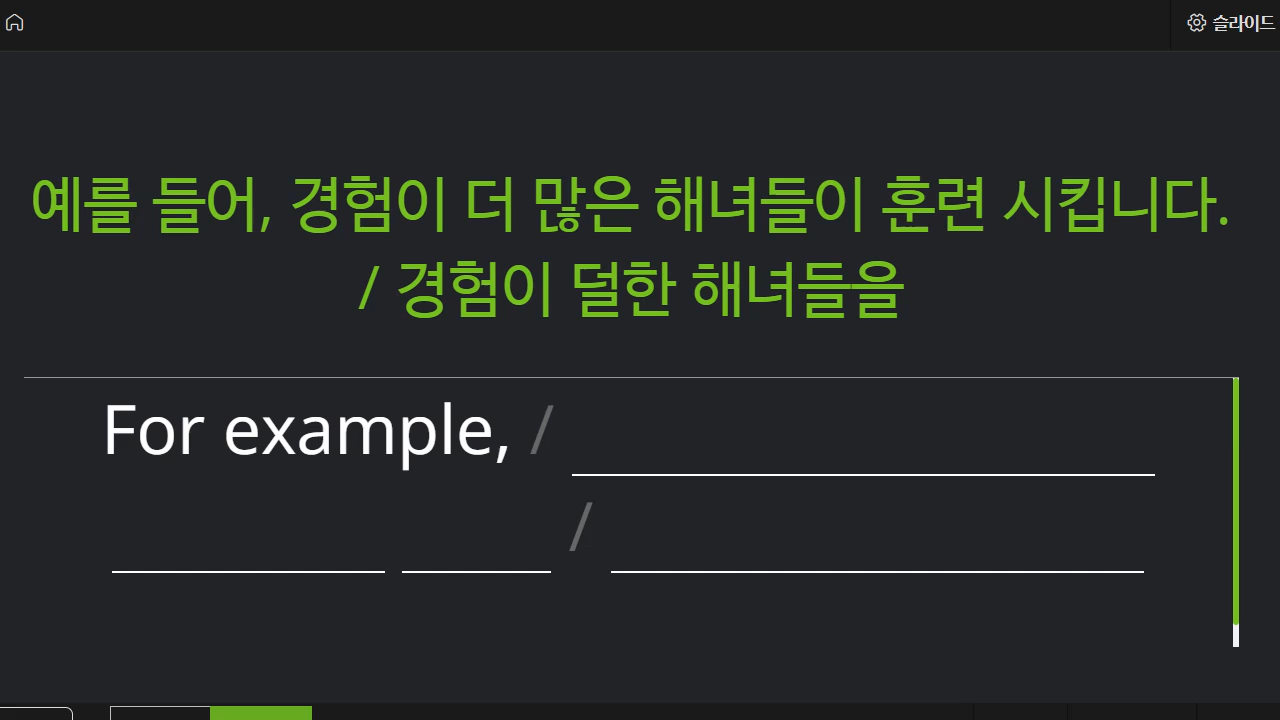 슬라이드
예를 들어, 경험이 더 많은 해녀들이 훈련 시킵니다.
/ 경험이 덜한 해녀들을
For example, /
/